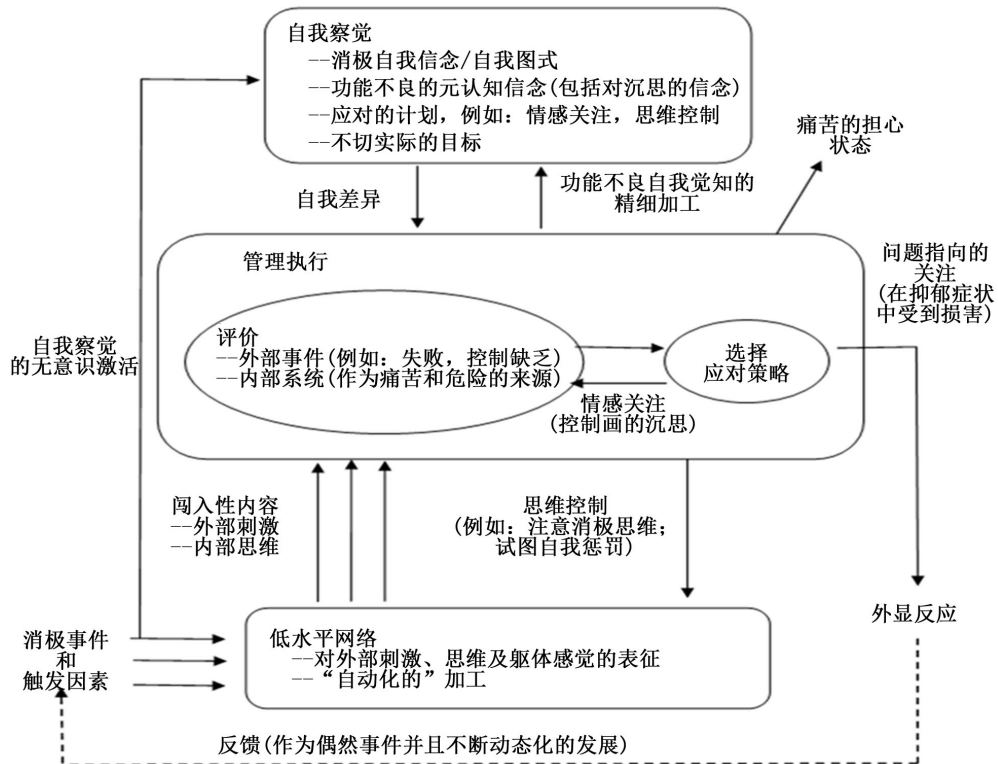 自我察觉
--消极自我信念/自我图式
--功能不良的元认知信念(包括对沉思的信念)
--应对的计划，例如：情感关注，思维控制
--不切实际的目标
痛苦的担心
状态
自我差异
功能不良自我觉知的
精细加工
管理执行
问题指向的
关注
(在抑郁症状
中受到损害)
自我察觉
的无意识激活
评价
--外部事件(例如：失败，控制缺乏)
--内部系统(作为痛苦和危险的来源)
选择
应对策略
情感关注
(控制画的沉思)
闯入性内容
--外部刺激
--内部思维
思维控制
(例如：注意消极思维；
试图自我惩罚)
外显反应
消极事件
和
触发因素
低水平网络
--对外部刺激、思维及躯体感觉的表征
--“自动化的”加工
反馈(作为偶然事件并且不断动态化的发展)